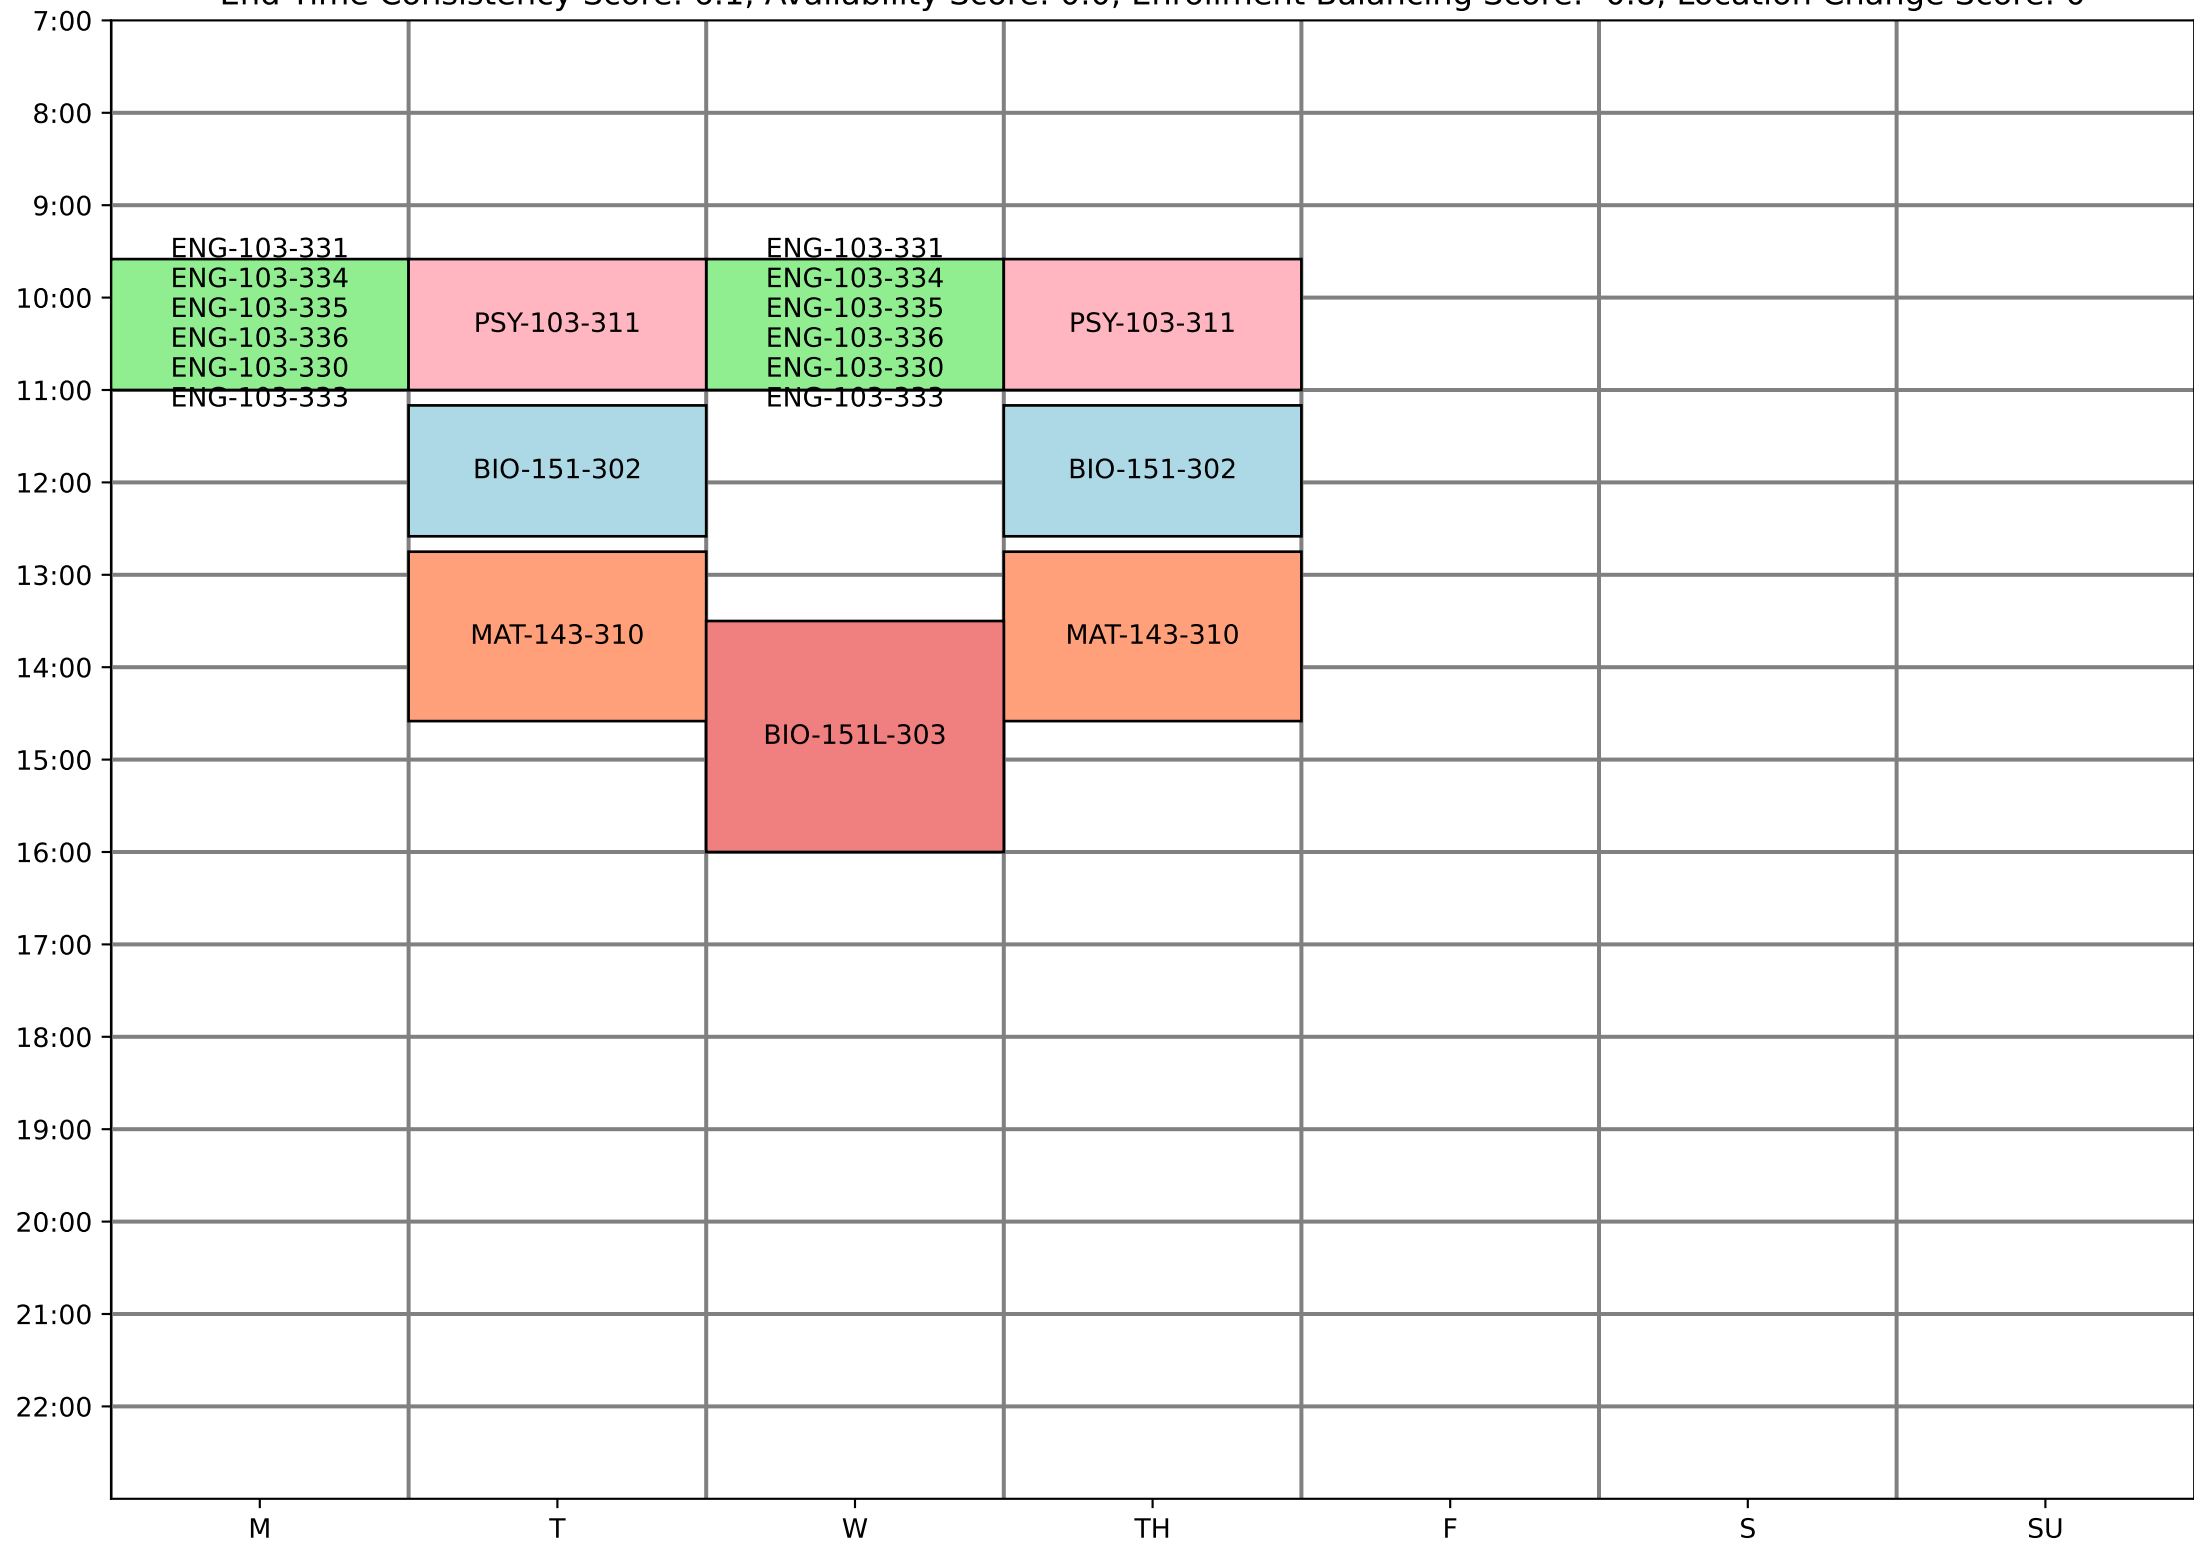 7:00
8:00
9:00
10:00
11:00
12:00
13:00
14:00
15:00
16:00
17:00
18:00
19:00
20:00
21:00
22:00
ENG-103-331
ENG-103-334
ENG-103-335
ENG-103-336
ENG-103-330
ENG-103-333
PSY-103-311
BIO-151-302
MAT-143-310
ENG-103-331
ENG-103-334
ENG-103-335
ENG-103-336
ENG-103-330
ENG-103-333
BIO-151L-303
PSY-103-311
BIO-151-302
MAT-143-310
M
T
W
TH
F
S
SU